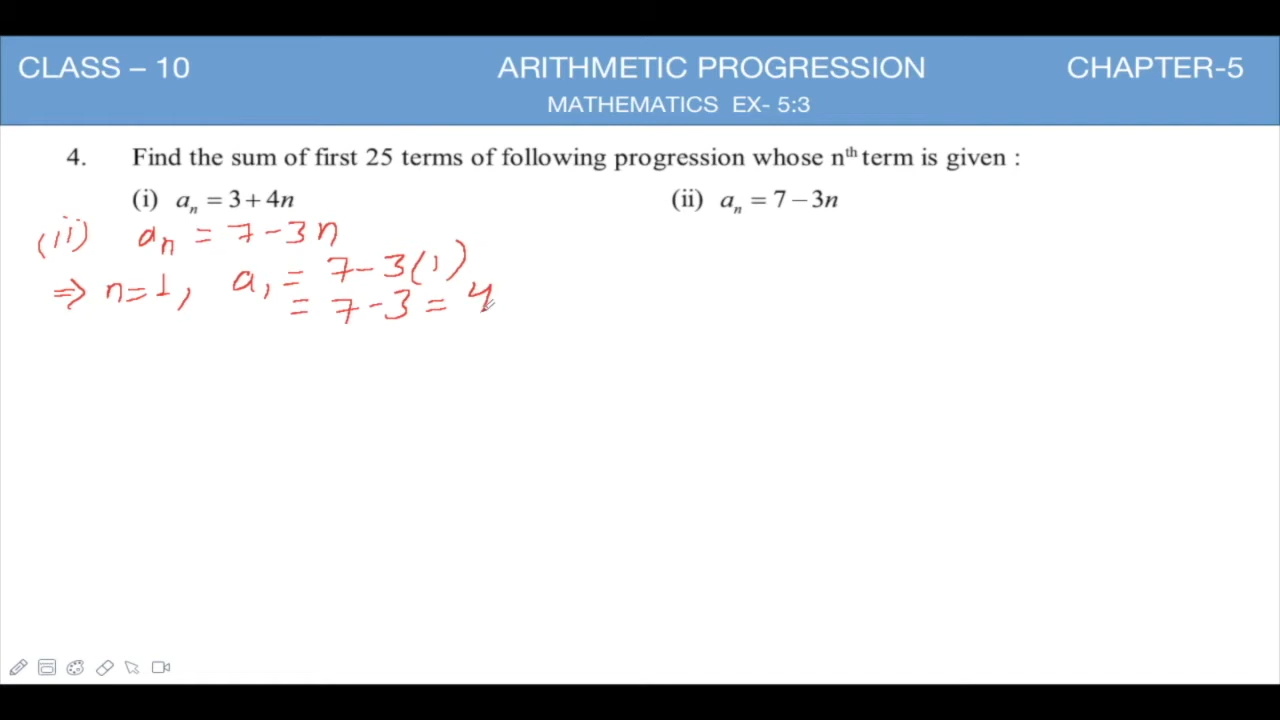 CLASS – 10
ARITHMETIC PROGRESSION
CHAPTER-5
MATHEMATICS EX- 5:3
4. Find the sum of first 25 terms of following progression whose nᵗʰ term is given :
(i) aₙ = 3 + 4n (ii) aₙ = 7 – 3n
(ii) aₙ = 7 - 3n
⇒ n = 1, a₁ = 7 - 3(1)
= 7 - 3 = 4